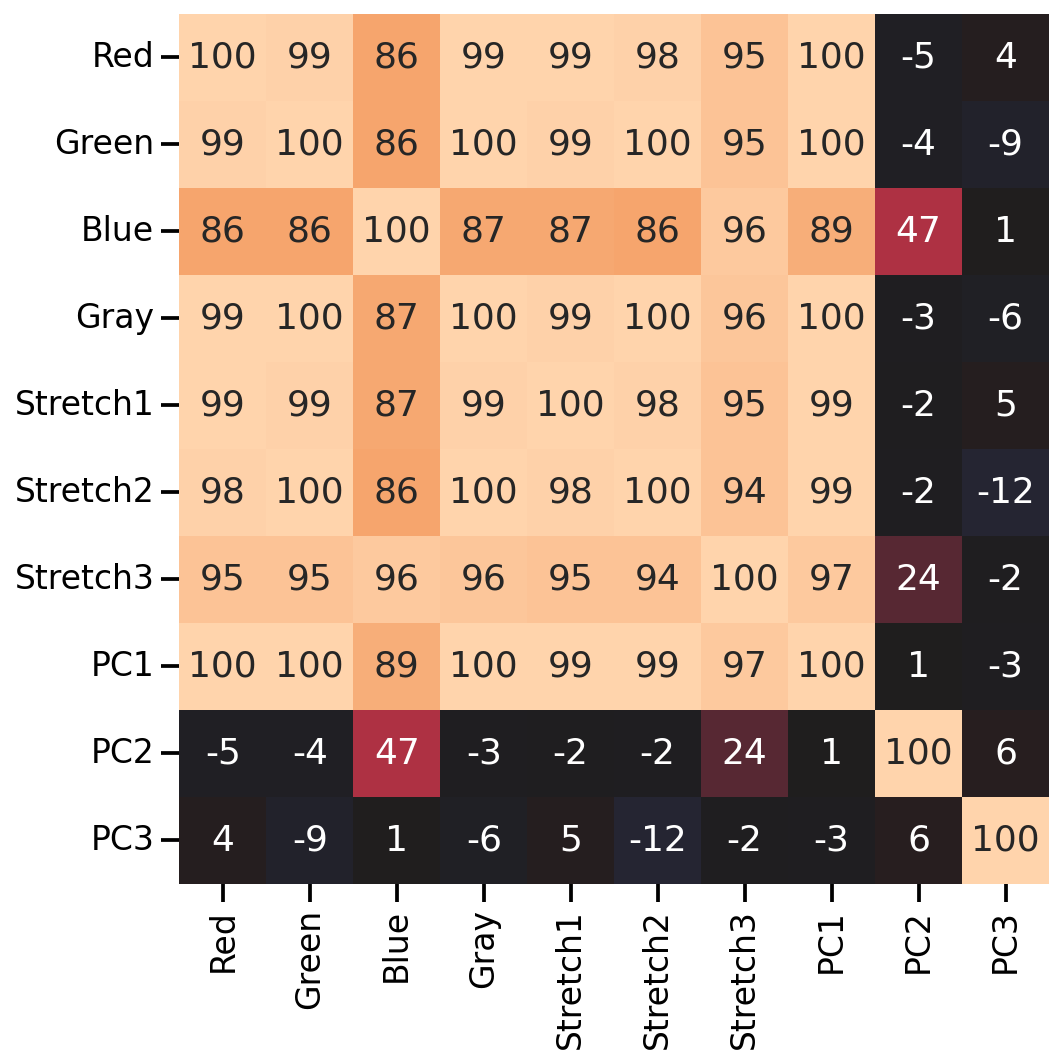 Red 100 99 86 99 99 98 95 100 -5 4
Green 99 100 86 100 99 100 95 100 -4 -9
Blue 86 86 100 87 87 86 96 89 47 1
Gray 99 100 87 100 99 100 96 100 -3 -6
Stretch1 99 99 87 99 100 98 95 99 -2 5
Stretch2 98 100 86 100 98 100 94 99 -2 -12
Stretch3 95 95 96 96 95 94 100 97 24 -2
PC1 100 100 89 100 99 99 97 100 1 -3
PC2 -5 -4 47 -3 -2 -2 24 1 100 6
PC3 4 -9 1 -6 5 -12 -2 -3 6 100
Red Green Blue Gray Stretch1 Stretch2 Stretch3 PC1 PC2 PC3